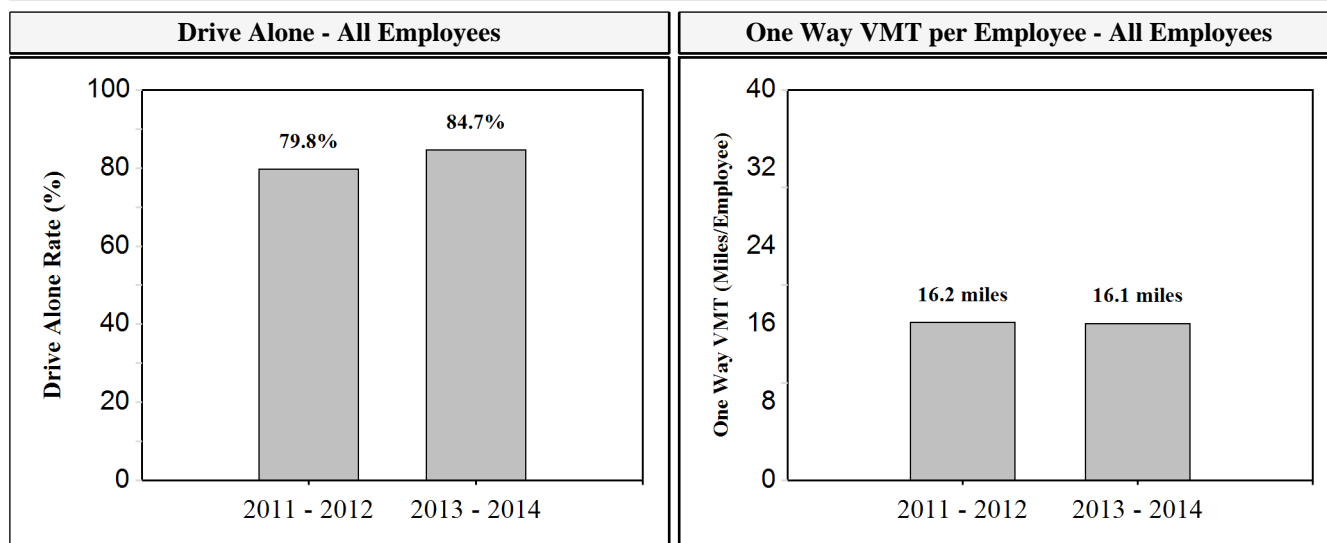 Drive Alone - All Employees
One Way VMT per Employee - All Employees
Drive Alone Rate (%)
100
80
60
40
20
0
79.8%
84.7%
2011 - 2012
2013 - 2014
One Way VMT (Miles/Employee)
40
32
24
16
8
0
16.2 miles
16.1 miles
2011 - 2012
2013 - 2014